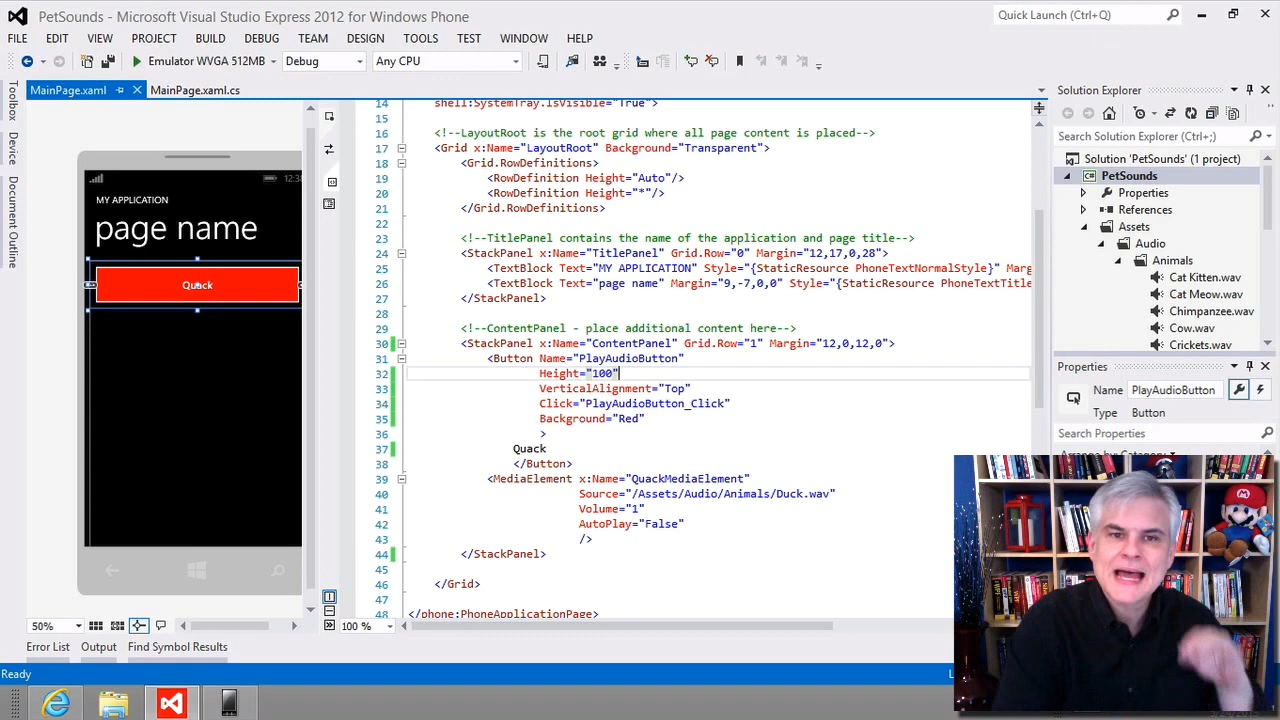 PetSounds - Microsoft Visual Studio Express 2012 for Windows Phone
Quick Launch (Ctrl+Q)
FILE EDIT VIEW PROJECT BUILD DEBUG TEAM DESIGN TOOLS TEST WINDOW HELP
Emulator WVGA 512MB Debug Any CPU
Toolbox
Device
Document Outline
MainPage.xaml MainPage.xaml.cs
MY APPLICATION
page name
Quack
14 shell:SystemTray.IsVisible="True">
15
16 <!--LayoutRoot is the root grid where all page content is placed-->
17 <Grid x:Name="LayoutRoot" Background="Transparent">
18 <Grid.RowDefinitions>
19 <RowDefinition Height="Auto"/>
20 <RowDefinition Height="*"/>
21 </Grid.RowDefinitions>
22
23 <!--TitlePanel contains the name of the application and page title-->
24 <StackPanel x:Name="TitlePanel" Grid.Row="0" Margin="12,17,0,28">
25 <TextBlock Text="MY APPLICATION" Style="{StaticResource PhoneTextNormalStyle}" Marg
26 <TextBlock Text="page name" Margin="9,-7,0,0" Style="{StaticResource PhoneTextTitl
27 </StackPanel>
28
29 <!--ContentPanel - place additional content here-->
30 <StackPanel x:Name="ContentPanel" Grid.Row="1" Margin="12,0,12,0">
31 <Button Name="PlayAudioButton"
32 Height="100"
33 VerticalAlignment="Top"
34 Click="PlayAudioButton_Click"
35 Background="Red"
36 >
37 Quack
38 </Button>
39 <MediaElement x:Name="QuackMediaElement"
40 Source="/Assets/Audio/Animals/Duck.wav"
41 Volume="1"
42 AutoPlay="False"
43 />
44 </StackPanel>
45
46 </Grid>
47
48 </phone:PhoneApplicationPage>
50%
100 %
Solution Explorer
Search Solution Explorer (Ctrl+;)
Solution 'PetSounds' (1 project)
PetSounds
Properties
References
Assets
Audio
Animals
Cat Kitten.wav
Cat Meow.wav
Chimpanzee.wav
Cow.wav
Crickets.wav
Properties
Name PlayAudioButton
Type Button
Search Properties
Error List Output Find Symbol Results
Ready